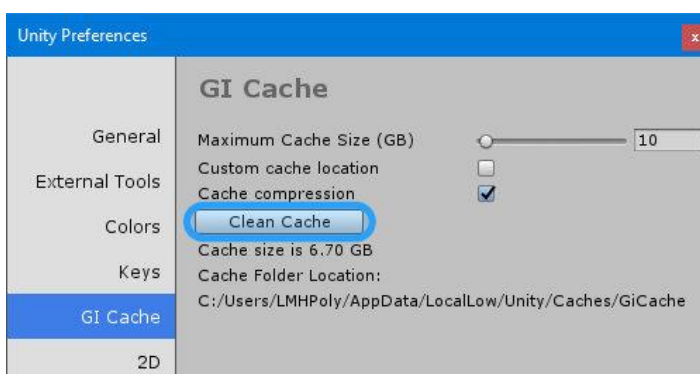 Unity Preferences
x
GI Cache
General
External Tools
Colors
Keys
GI Cache
2D
Maximum Cache Size (GB)
10
Custom cache location
Cache compression
Clean Cache
Cache size is 6.70 GB
Cache Folder Location:
C:/Users/LMHPoly/AppData/LocalLow/Unity/Caches/GiCache